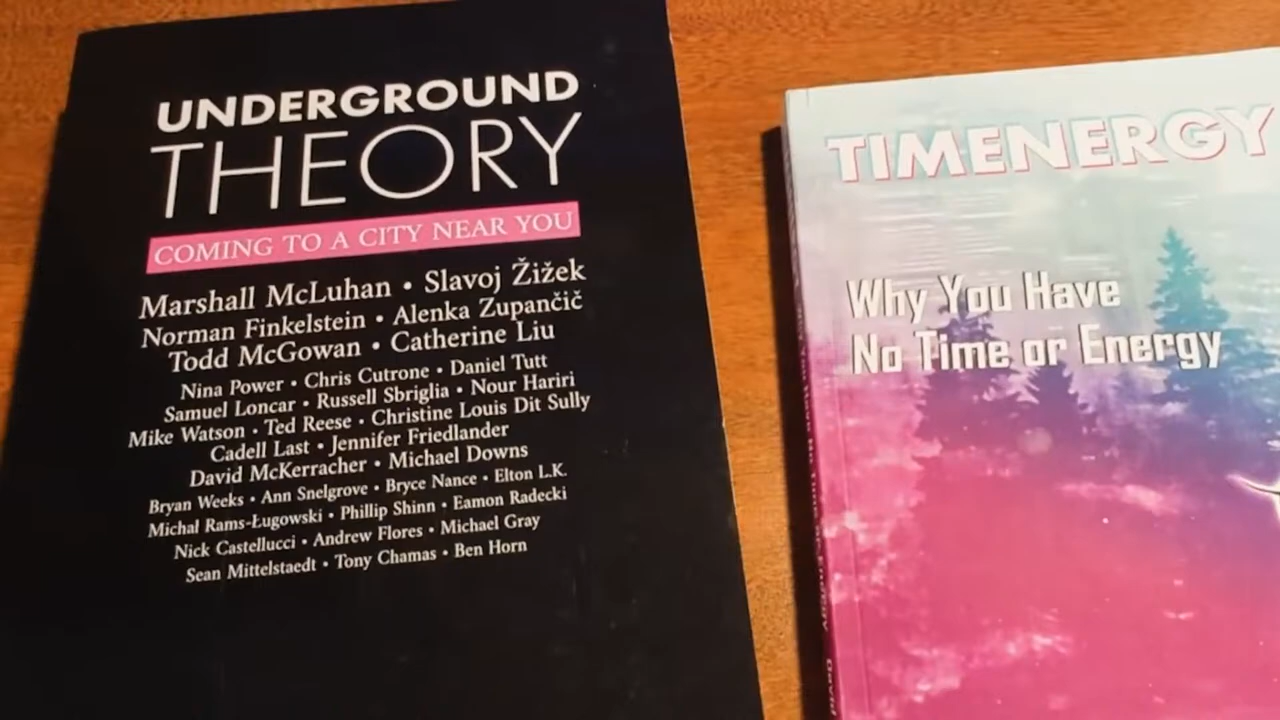 UNDERGROUND
THEORY
COMING TO A CITY NEAR YOU
Marshall McLuhan • Slavoj Žižek
Norman Finkelstein • Alenka Zupančič
Todd McGowan • Catherine Liu
Nina Power • Chris Cutrone • Daniel Tutt
Samuel Loncar • Russell Sbriglia • Nour Hariri
Mike Watson • Ted Reese • Christine Louis Dit Sully
Cadell Last • Jennifer Friedlander
David McKerracher • Michael Downs
Bryan Weeks • Ann Snelgrove • Bryce Nance • Elton L.K.
Michał Rams-Ługowski • Phillip Shinn • Eamon Radecki
Nick Castellucci • Andrew Flores • Michael Gray
Sean Mittelstaedt • Tony Chamas • Ben Horn
TIMENERGY
Why You Have
No Time or Energy